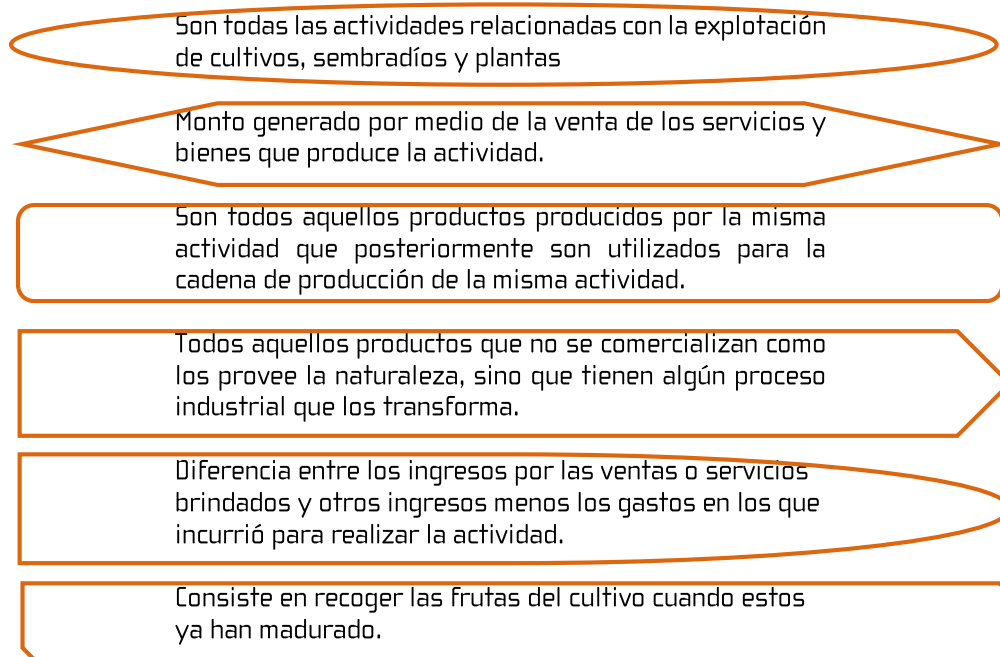 Son todas las actividades relacionadas con la explotación
de cultivos, sembradíos y plantas
Monto generado por medio de la venta de los servicios y
bienes que produce la actividad.
Son todos aquellos productos producidos por la misma
actividad que posteriormente son utilizados para la
cadena de producción de la misma actividad.
Todos aquellos productos que no se comercializan como
los provee la naturaleza, sino que tienen algún proceso
industrial que los transforma.
Diferencia entre los ingresos por las ventas o servicios
brindados y otros ingresos menos los gastos en los que
incurrió para realizar la actividad.
Consiste en recoger las frutas del cultivo cuando estos
ya han madurado.